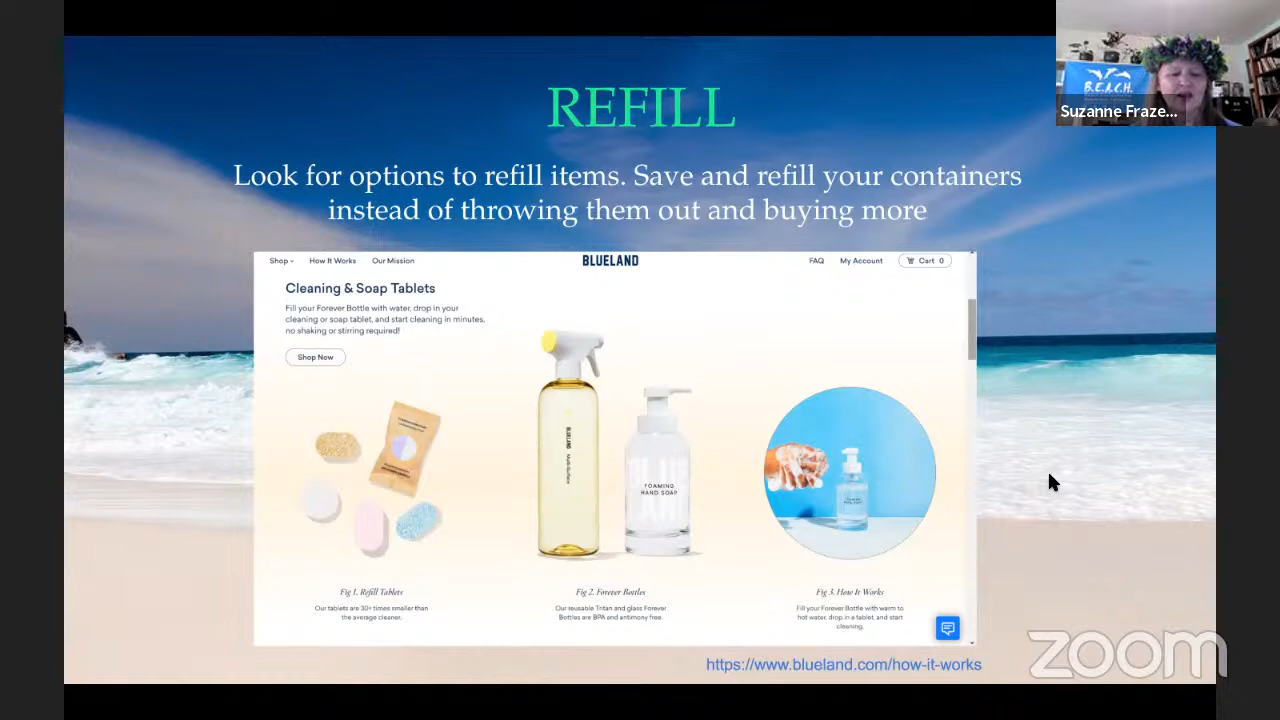 REFILL
Look for options to refill items. Save and refill your containers
instead of throwing them out and buying more
B.E.A.C.H.
Suzanne Fraze...
Shop
How It Works
Our Mission
BLUELAND
FAQ
My Account
Cart 0
Cleaning & Soap Tablets
Fill your Forever Bottle with water, drop in your
cleaning or soap tablet, and start cleaning in minutes,
no shaking or stirring required!
Shop Now
BLUELAND
Multi-Surface
FOAMING
HAND SOAP
Fig 1. Refill Tablets
Our tablets are 30+ times smaller than
the average cleaner.
Fig 2. Forever Bottles
Our reusable Tritan and glass Forever
Bottles are BPA and antimony free.
Fig 3. How It Works
Fill your Forever Bottle with warm to
hot water, drop in a tablet, and start
cleaning.
https://www.blueland.com/how-it-works
zoom